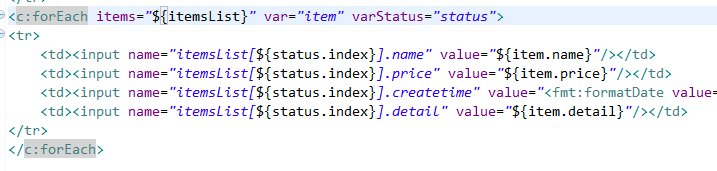 <c:forEach items="${itemsList}" var="item" varStatus="status">
<tr>
<td><input name="itemsList[${status.index}].name" value="${item.name}"/></td>
<td><input name="itemsList[${status.index}].price" value="${item.price}"/></td>
<td><input name="itemsList[${status.index}].createtime" value="<fmt:formatDate value=
<td><input name="itemsList[${status.index}].detail" value="${item.detail}"/></td>
</tr>
</c:forEach>